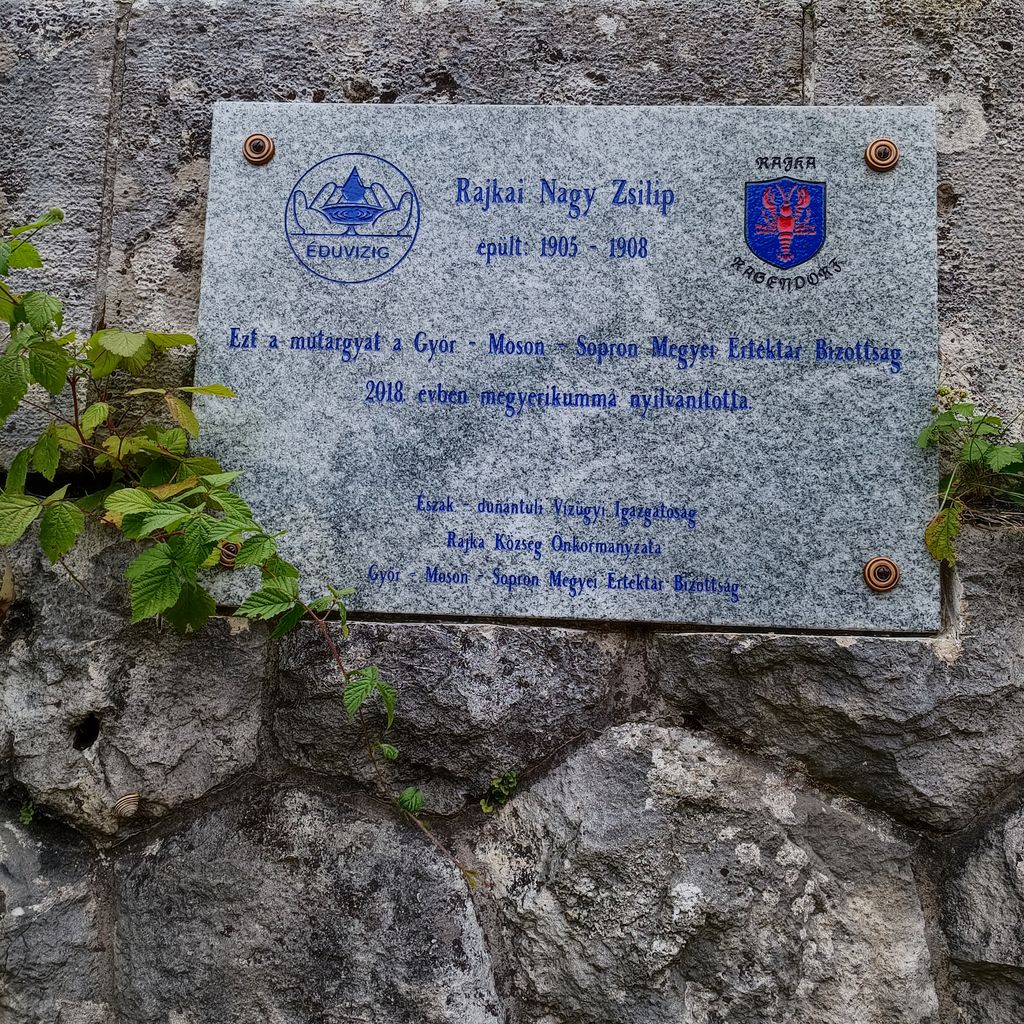 Rajkai Nagy Zsilip
épült: 1905 - 1908
ÉDUVIZIG
RAJKA
RAGENDORF
Ezt a műtárgyat a Győr - Moson - Sopron Megyei Értéktár Bizottság
2018. évben megyerikummá nyilvánította.
Észak - dunántúli Vízügyi Igazgatóság
Rajka Község Önkormányzata
Győr - Moson - Sopron Megyei Értéktár Bizottság